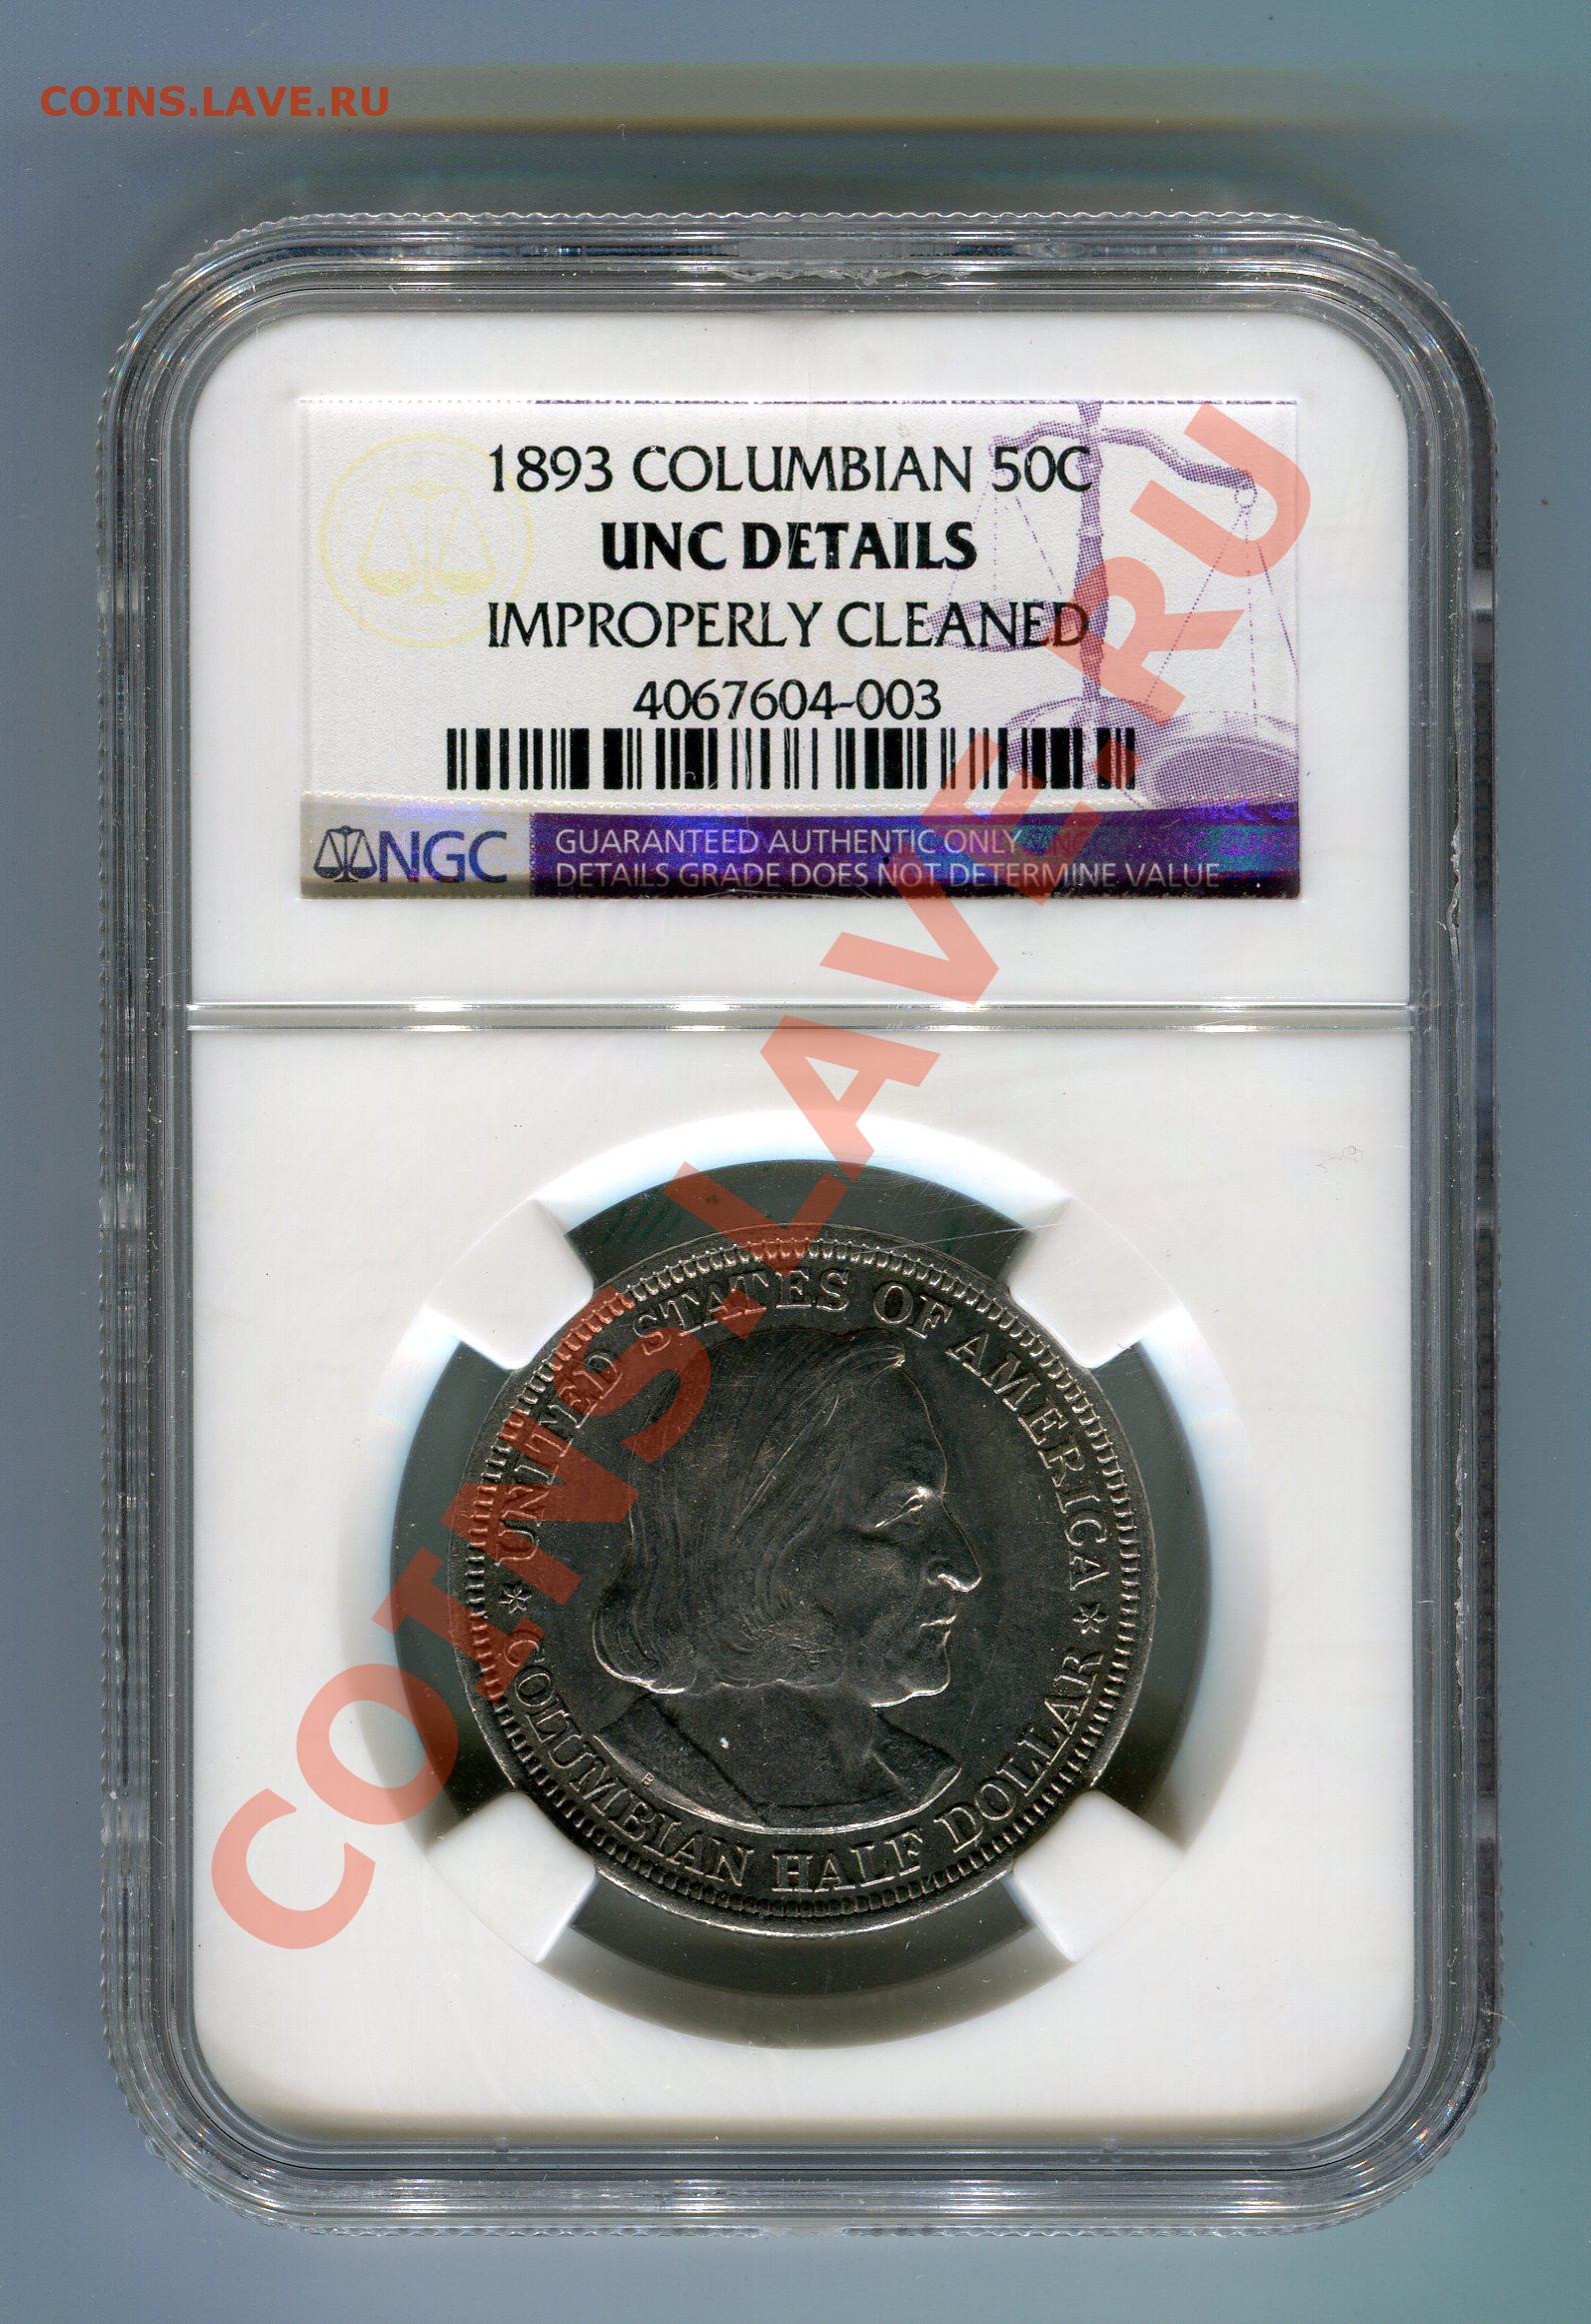 COINS.LAVE.RU
1893 COLUMBIAN 50C
UNC DETAILS
IMPROPERLY CLEANED
4067604-003
NGC
GUARANTEED AUTHENTIC ONLY
DETAILS GRADE DOES NOT DETERMINE VALUE
COINS.LAVE.RU
UNITED STATES OF AMERICA
COLUMBIAN HALF DOLLAR
B